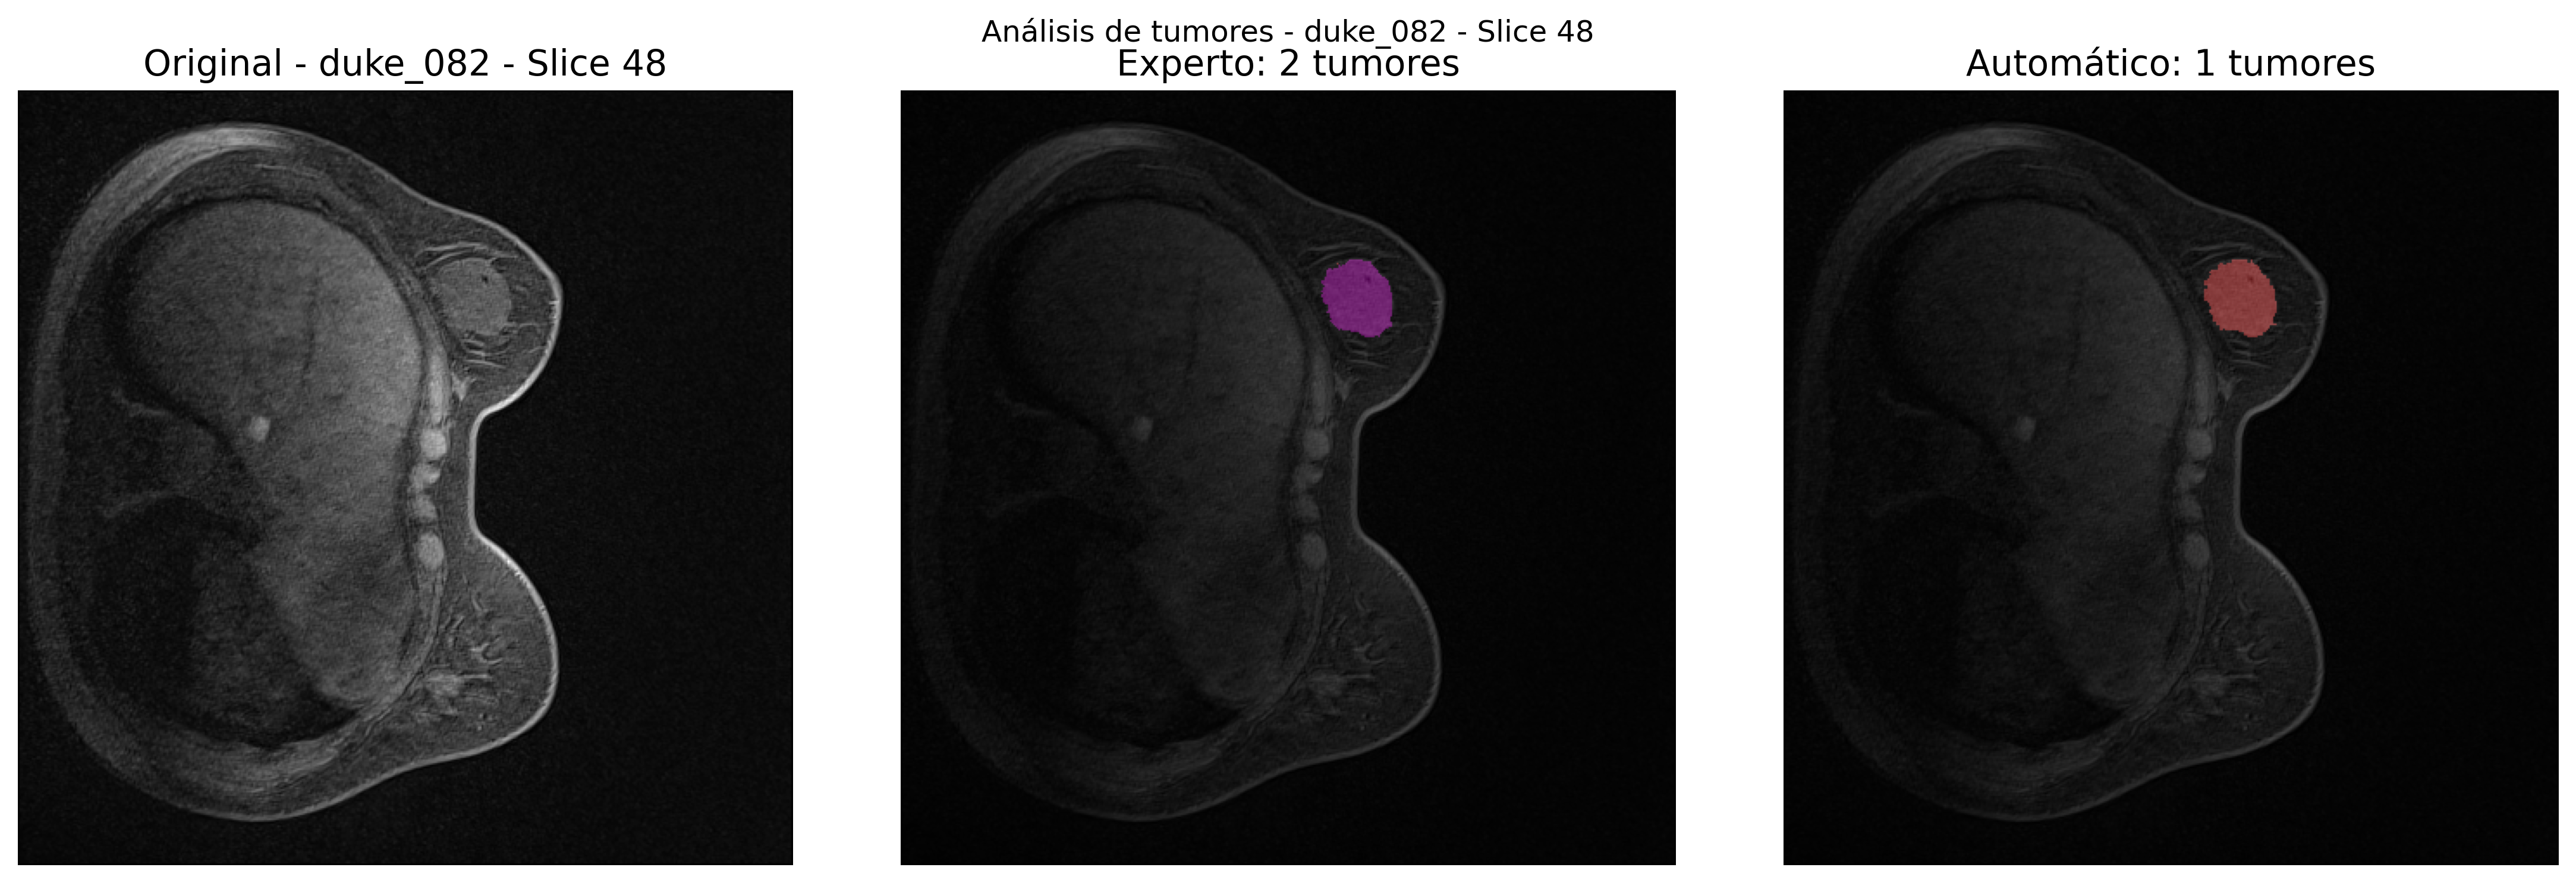 Análisis de tumores - duke_082 - Slice 48
Original - duke_082 - Slice 48
Experto: 2 tumores
Automático: 1 tumores